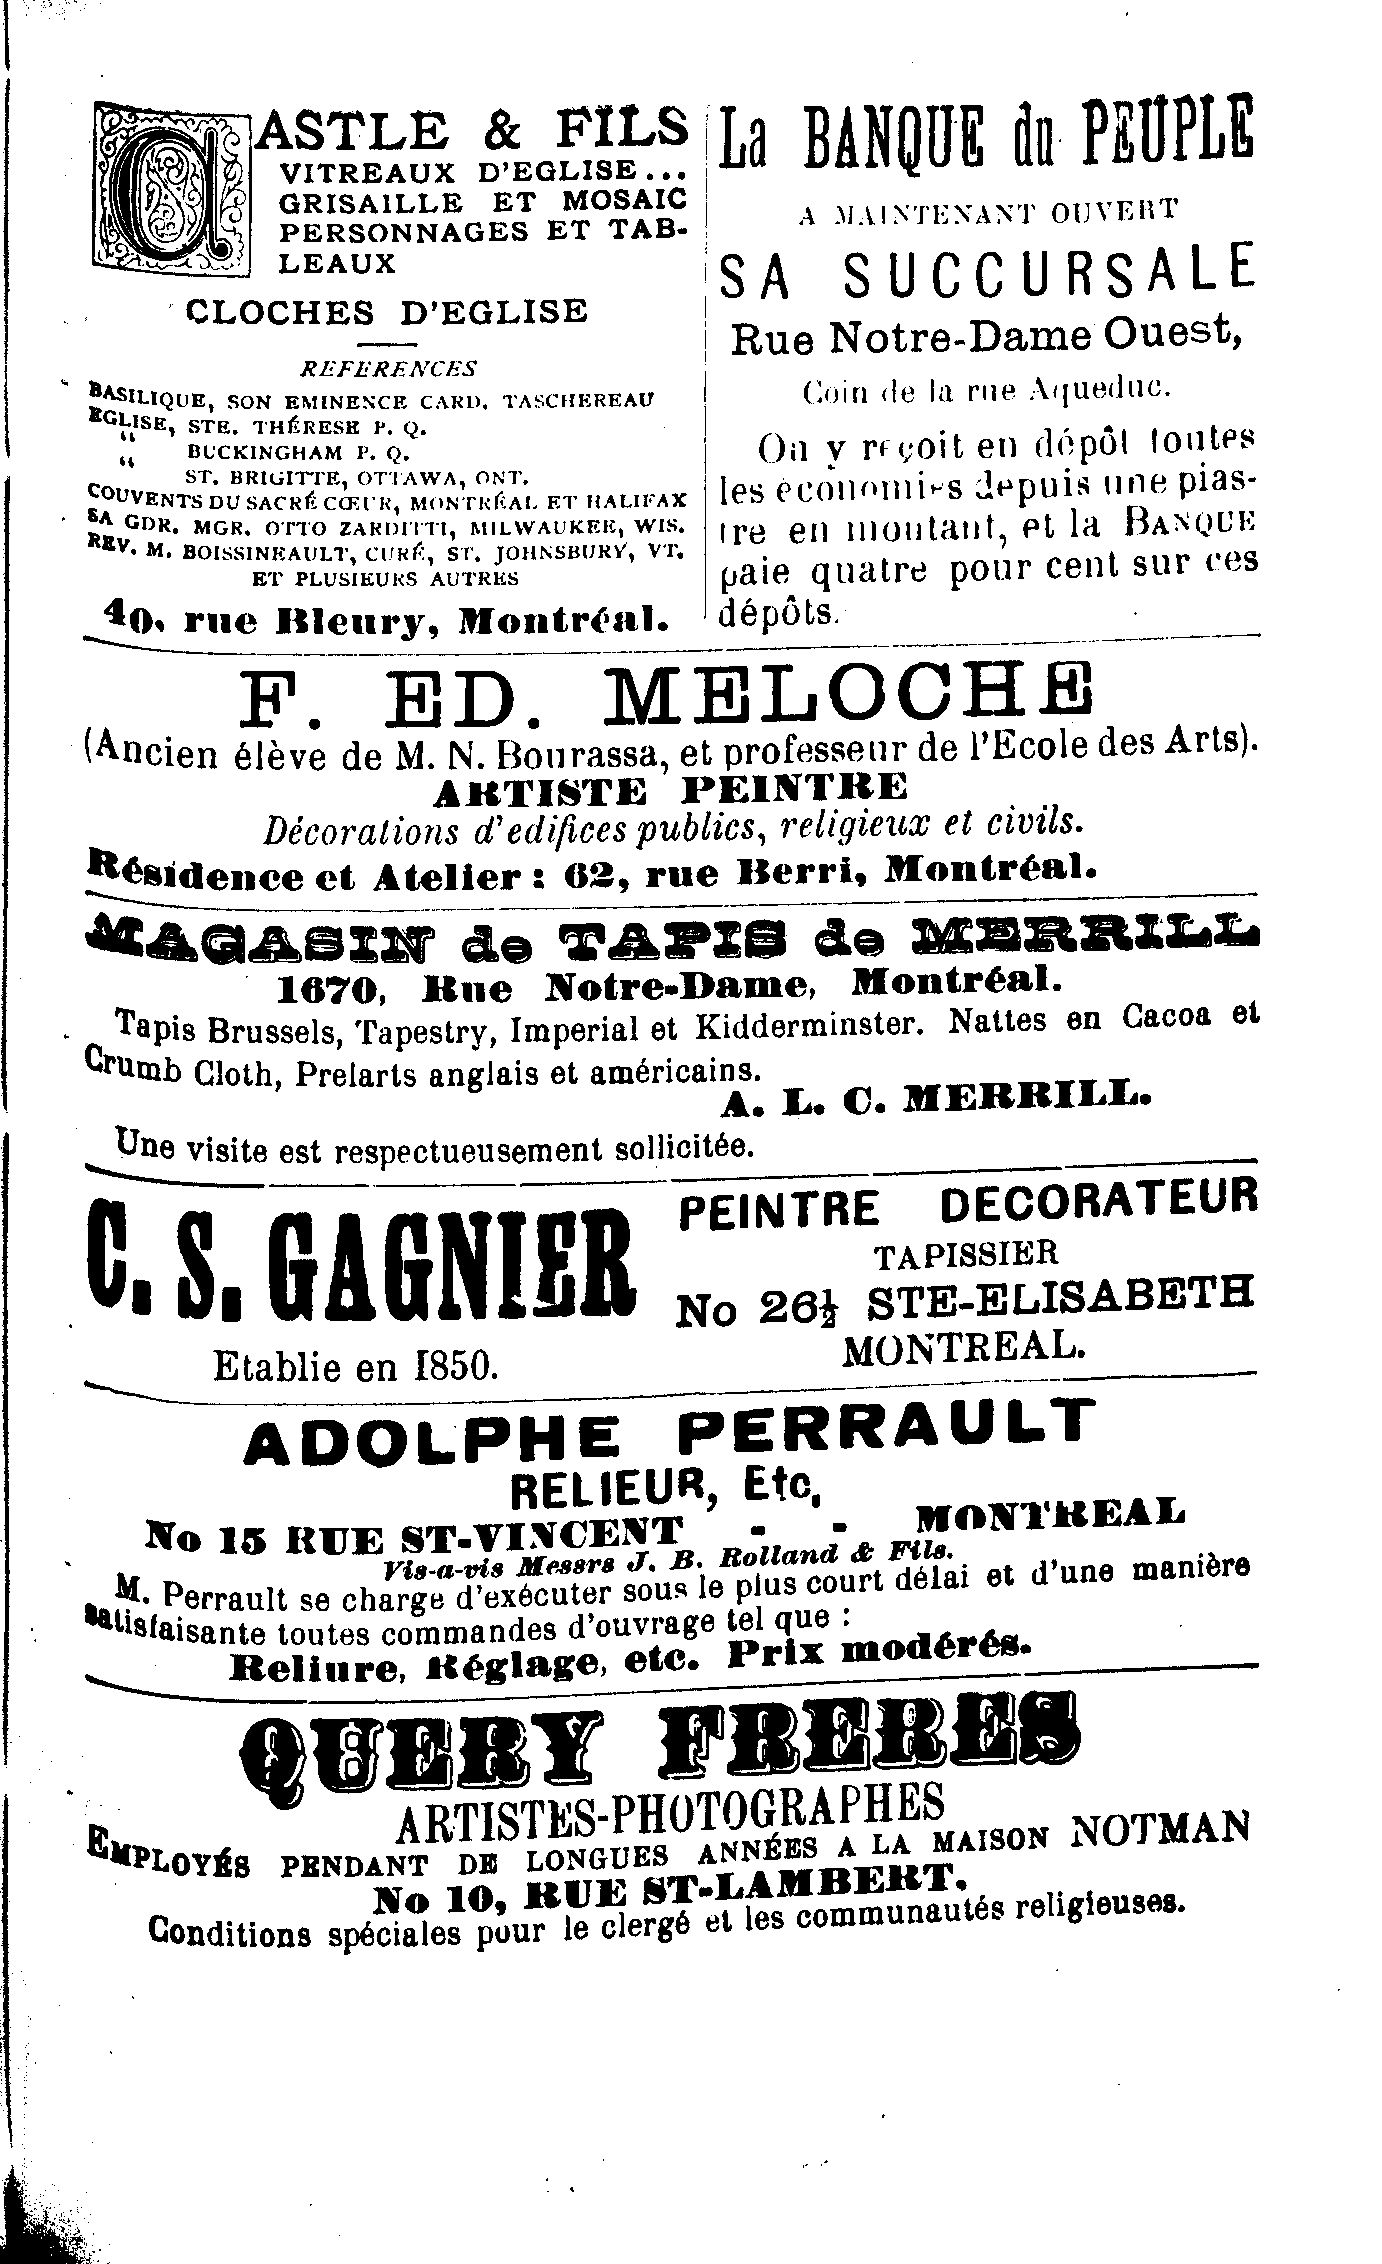 CASTLE & FILS
VITREAUX D'EGLISE...
GRISAILLE ET MOSAIC
PERSONNAGES ET TAB-
LEAUX
CLOCHES D'EGLISE
REFERENCES
BASILIQUE, SON EMINENCE CARD. TASCHEREAU
EGLISE, STE. THÉRESE P. Q.
“ BUCKINGHAM P. Q.
“ ST. BRIGITTE, OTTAWA, ONT.
COUVENTS DU SACRÉ CŒUR, MONTRÉAL ET HALIFAX
SA GDR. MGR. OTTO ZARDITTI, MILWAUKEE, WIS.
REV. M. BOISSINEAULT, CURÉ, ST. JOHNSBURY, VT.
ET PLUSIEURS AUTRES
40, rue Bleury, Montréal.
La BANQUE du PEUPLE
A MAINTENANT OUVERT
SA SUCCURSALE
Rue Notre-Dame Ouest,
Coin de la rue Aqueduc.
On y reçoit en dépôt toutes
les économies depuis une pias-
tre en montant, et la BANQUE
paie quatre pour cent sur ces
dépôts.
F. ED. MELOCHE
(Ancien élève de M. N. Bourassa, et professeur de l'Ecole des Arts).
ARTISTE PEINTRE
Décorations d'edifices publics, religieux et civils.
Résidence et Atelier : 62, rue Berri, Montréal.
MAGASIN de TAPIS de MERRILL
1670, Rue Notre-Dame, Montréal.
Tapis Brussels, Tapestry, Imperial et Kidderminster. Nattes en Cacoa et
Crumb Cloth, Prelarts anglais et américains.
A. L. C. MERRILL.
Une visite est respectueusement sollicitée.
C. S. GAGNIER
Etablie en 1850.
PEINTRE DECORATEUR
TAPISSIER
No 26½ STE-ELISABETH
MONTREAL.
ADOLPHE PERRAULT
RELIEUR, Etc,
No 15 RUE ST-VINCENT - - MONTREAL
Vis-a-vis Messrs J. B. Rolland & Fils.
M. Perrault se charge d'exécuter sous le plus court délai et d'une manière
satisfaisante toutes commandes d'ouvrage tel que :
Reliure, Réglage, etc. Prix modérés.
QUERY FRERES
ARTISTES-PHOTOGRAPHES
EMPLOYÉS PENDANT DE LONGUES ANNÉES A LA MAISON NOTMAN
No 10, RUE ST-LAMBERT.
Conditions spéciales pour le clergé et les communautés religieuses.